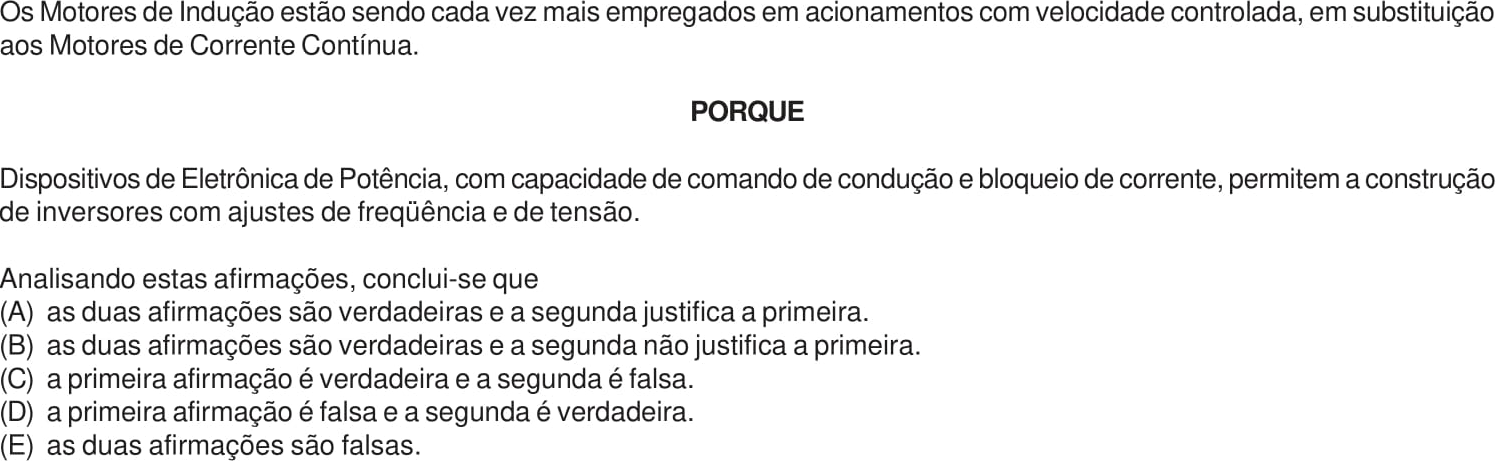 Os Motores de Indução estão sendo cada vez mais empregados em acionamentos com velocidade controlada, em substituição
aos Motores de Corrente Contínua.
PORQUE
Dispositivos de Eletrônica de Potência, com capacidade de comando de condução e bloqueio de corrente, permitem a construção
de inversores com ajustes de freqüência e de tensão.
Analisando estas afirmações, conclui-se que
(A) as duas afirmações são verdadeiras e a segunda justifica a primeira.
(B) as duas afirmações são verdadeiras e a segunda não justifica a primeira.
(C) a primeira afirmação é verdadeira e a segunda é falsa.
(D) a primeira afirmação é falsa e a segunda é verdadeira.
(E) as duas afirmações são falsas.